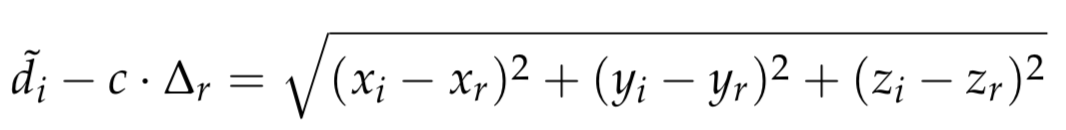 d̃ᵢ − c · Δᵣ = √((xᵢ − xᵣ)² + (yᵢ − yᵣ)² + (zᵢ − zᵣ)²)